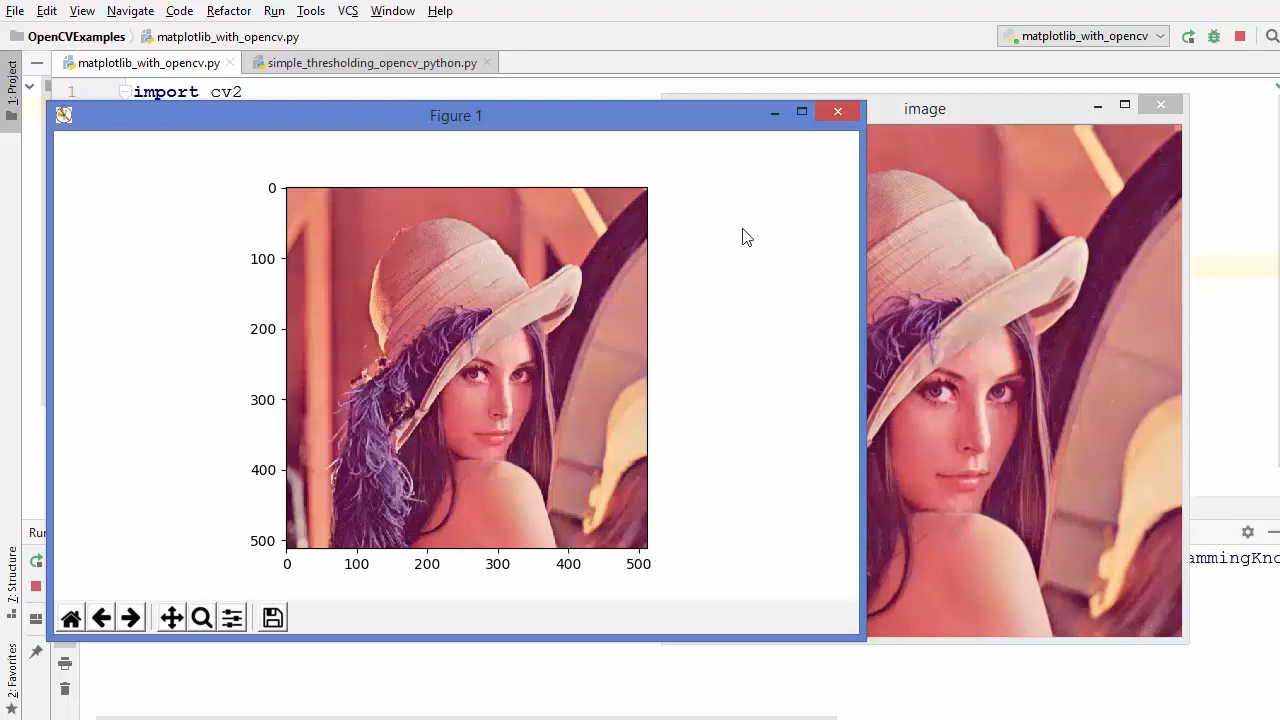 File Edit View Navigate Code Refactor Run Tools VCS Window Help
OpenCVExamples matplotlib_with_opencv.py matplotlib_with_opencv
matplotlib_with_opencv.py simple_thresholding_opencv_python.py
1: Project
1 import cv2
Figure 1
image
0
100
200
300
400
500
0 100 200 300 400 500
Run
ammingKno
Z: Structure
2: Favorites